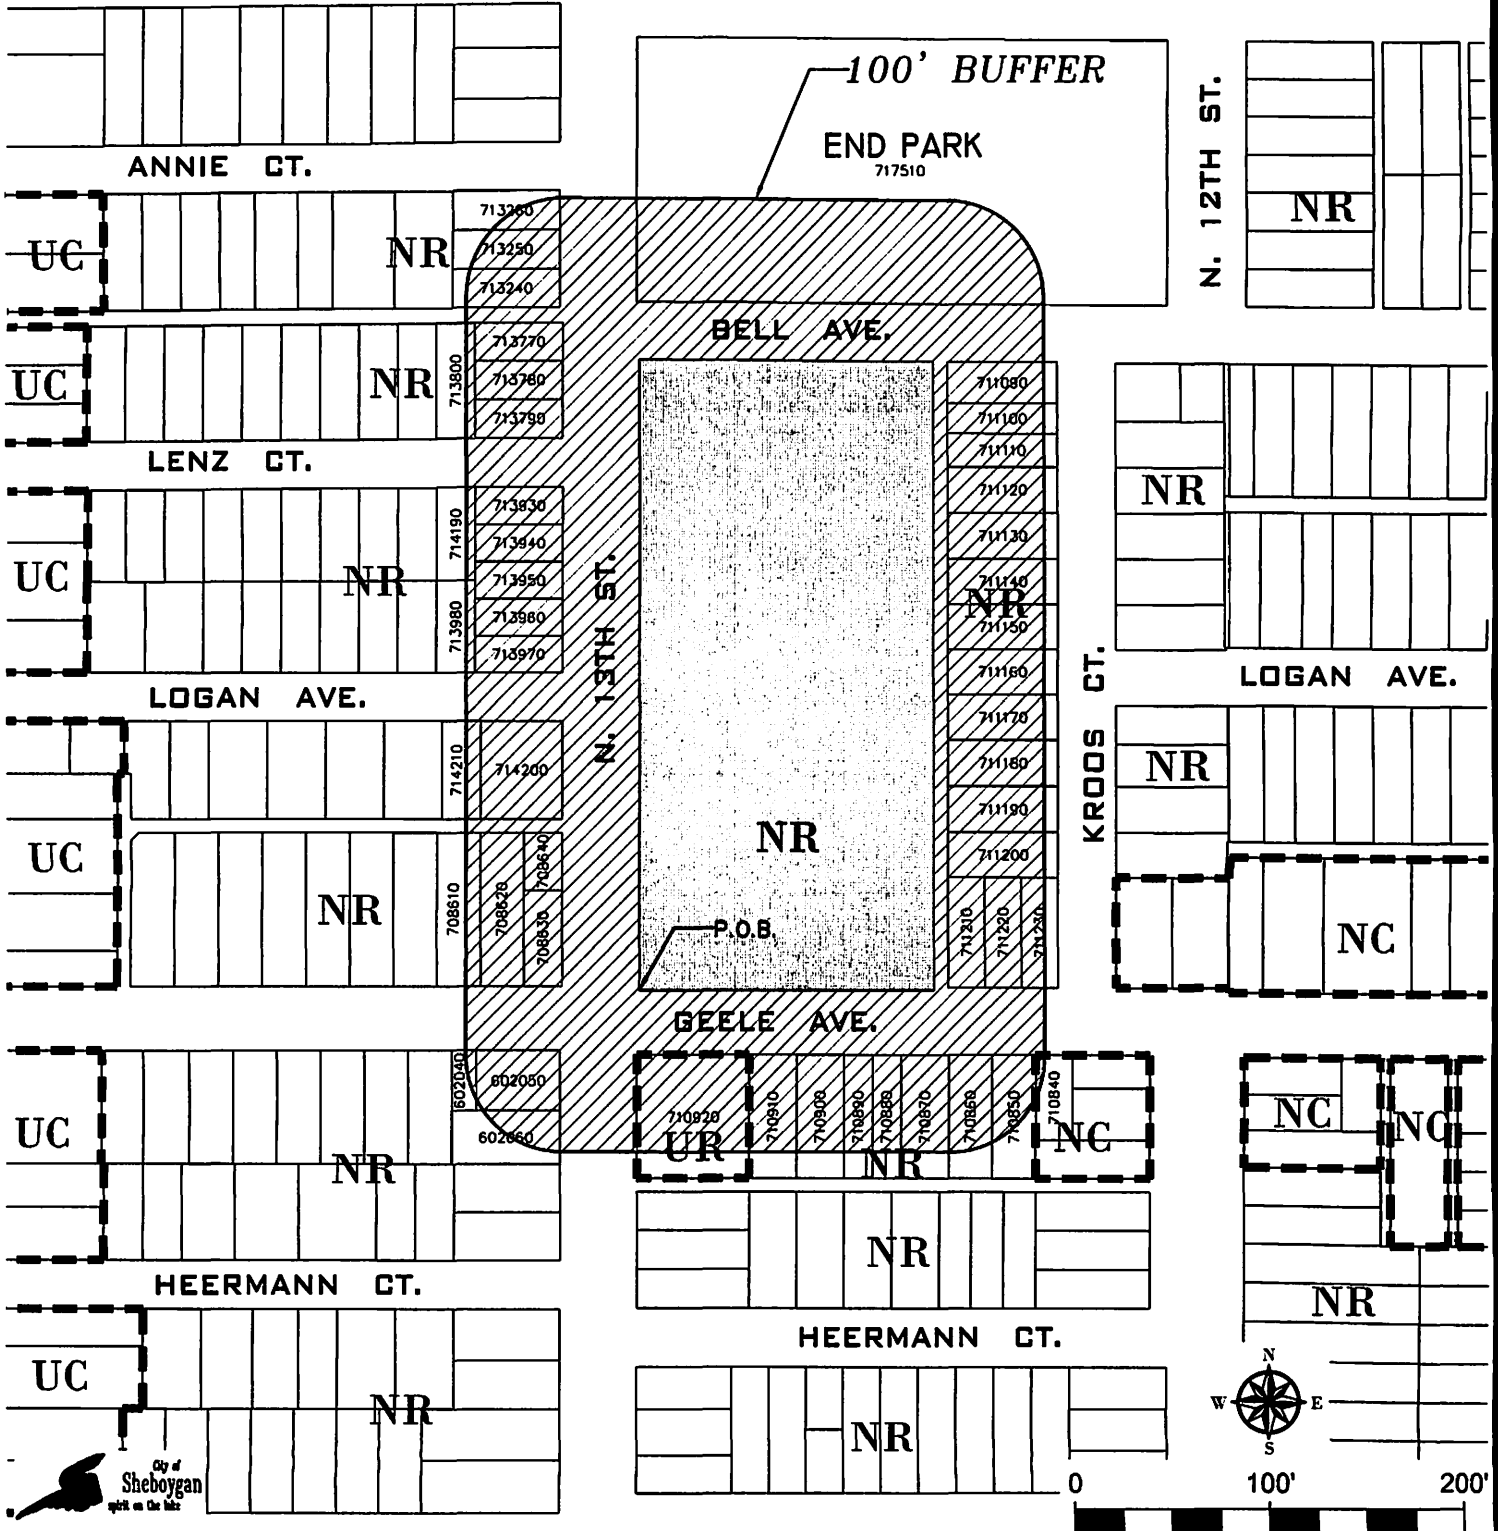 100' BUFFER
END PARK
717510
N. 12TH ST.
NR
ANNIE CT.
UC
NR
713260
713250
713240
BELL AVE.
UC
NR
713800
713770
713780
713790
711090
711100
711110
711120
711130
711140
NR
711150
711160
711170
711180
711190
711200
711210
711220
711230
LENZ CT.
UC
NR
714190
713980
713930
713940
713950
713960
713970
N. 13TH ST.
NR
KROOS CT.
LOGAN AVE.
LOGAN AVE.
714210
714200
NR
NR
UC
NR
708610
708620
708640
708630
P.O.B.
NC
GEELE AVE.
UC
NR
602040
602050
602060
710920
UR
710910
710900
710890
710880
710870
710860
710850
710840
NR
NC
NC
NC
NR
NR
HEERMANN CT.
HEERMANN CT.
UC
NR
NR
N
W
E
S
City of
Sheboygan
spirit on the lake
0 100' 200'